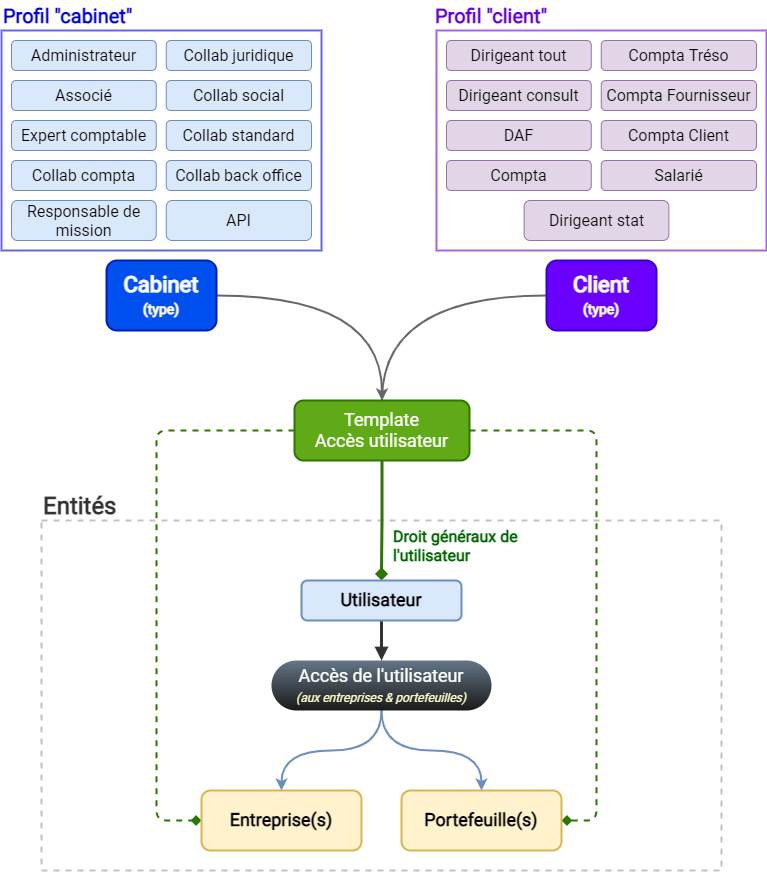 Profil "cabinet"
Administrateur
Collab juridique
Associé
Collab social
Expert comptable
Collab standard
Collab compta
Collab back office
Responsable de
mission
API
Profil "client"
Dirigeant tout
Compta Tréso
Dirigeant consult
Compta Fournisseur
DAF
Compta Client
Compta
Salarié
Dirigeant stat
Cabinet
(type)
Client
(type)
Template
Accès utilisateur
Entités
Droit généraux de
l'utilisateur
Utilisateur
Accès de l'utilisateur
(aux entreprises & portefeuilles)
Entreprise(s)
Portefeuille(s)